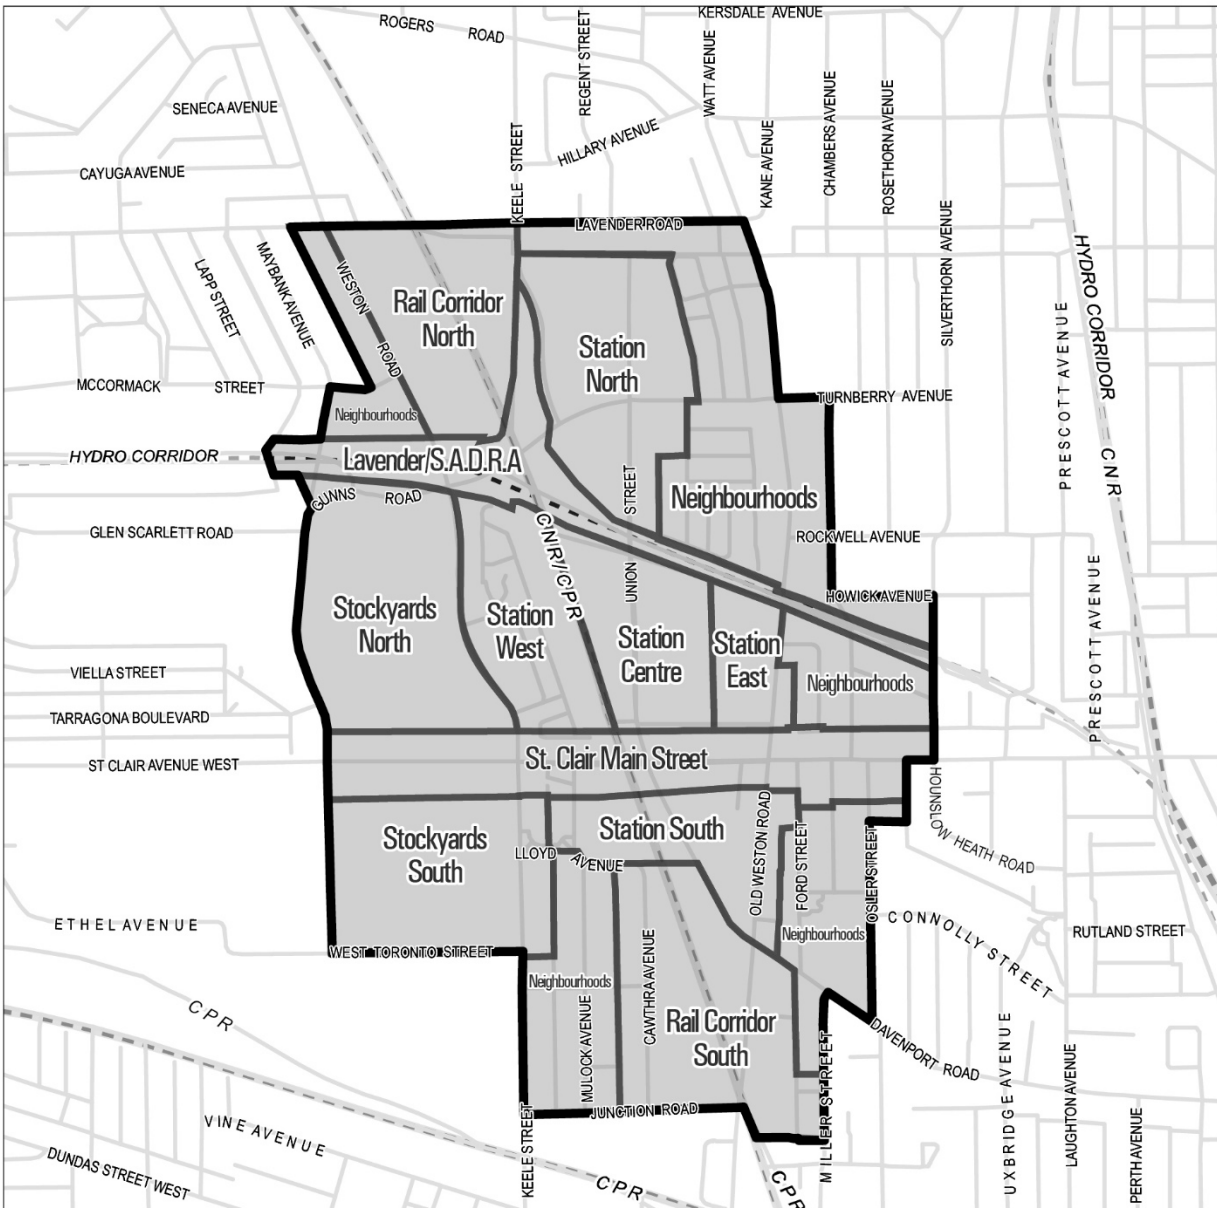 KERSDALE AVENUE
ROGERS ROAD
REGENT STREET
WATT AVENUE
SENECA AVENUE
HILLARY AVENUE
KEELE STREET
KANE AVENUE
CHAMBERS AVENUE
ROSETHORN AVENUE
CAYUGA AVENUE
LAVENDER ROAD
SILVERTHORN AVENUE
HYDRO CORRIDOR
C.N.R
LAPP STREET
MAYBANK AVENUE
WESTON ROAD
Rail Corridor
North
Station
North
PRESCOTT AVENUE
MCCORMACK STREET
Neighbourhoods
TURNBERRY AVENUE
HYDRO CORRIDOR
Lavender/S.A.D.R.A
GUNNS ROAD
UNION STREET
Neighbourhoods
GLEN SCARLETT ROAD
ROCKWELL AVENUE
C.N.R./C.P.R
HOWICK AVENUE
PRESCOTT AVENUE
Stockyards
North
Station
West
Station
Centre
Station
East
Neighbourhoods
VIELLA STREET
TARRAGONA BOULEVARD
ST CLAIR AVENUE WEST
St. Clair Main Street
HOUNSLOW HEATH ROAD
Stockyards
South
Station South
LLOYD AVENUE
OLD WESTON ROAD
FORD STREET
OSLER STREET
CONNOLLY STREET
ETHEL AVENUE
RUTLAND STREET
WEST TORONTO STREET
Neighbourhoods
Neighbourhoods
CAWTHRA AVENUE
MULOCK AVENUE
Rail Corridor
South
C.P.R
DAVENPORT ROAD
MILLER STREET
JUNCTION ROAD
UXBRIDGE AVENUE
LAUGHTON AVENUE
PERTH AVENUE
VINE AVENUE
KEELE STREET
DUNDAS STREET WEST
C.P.R
C.P.R